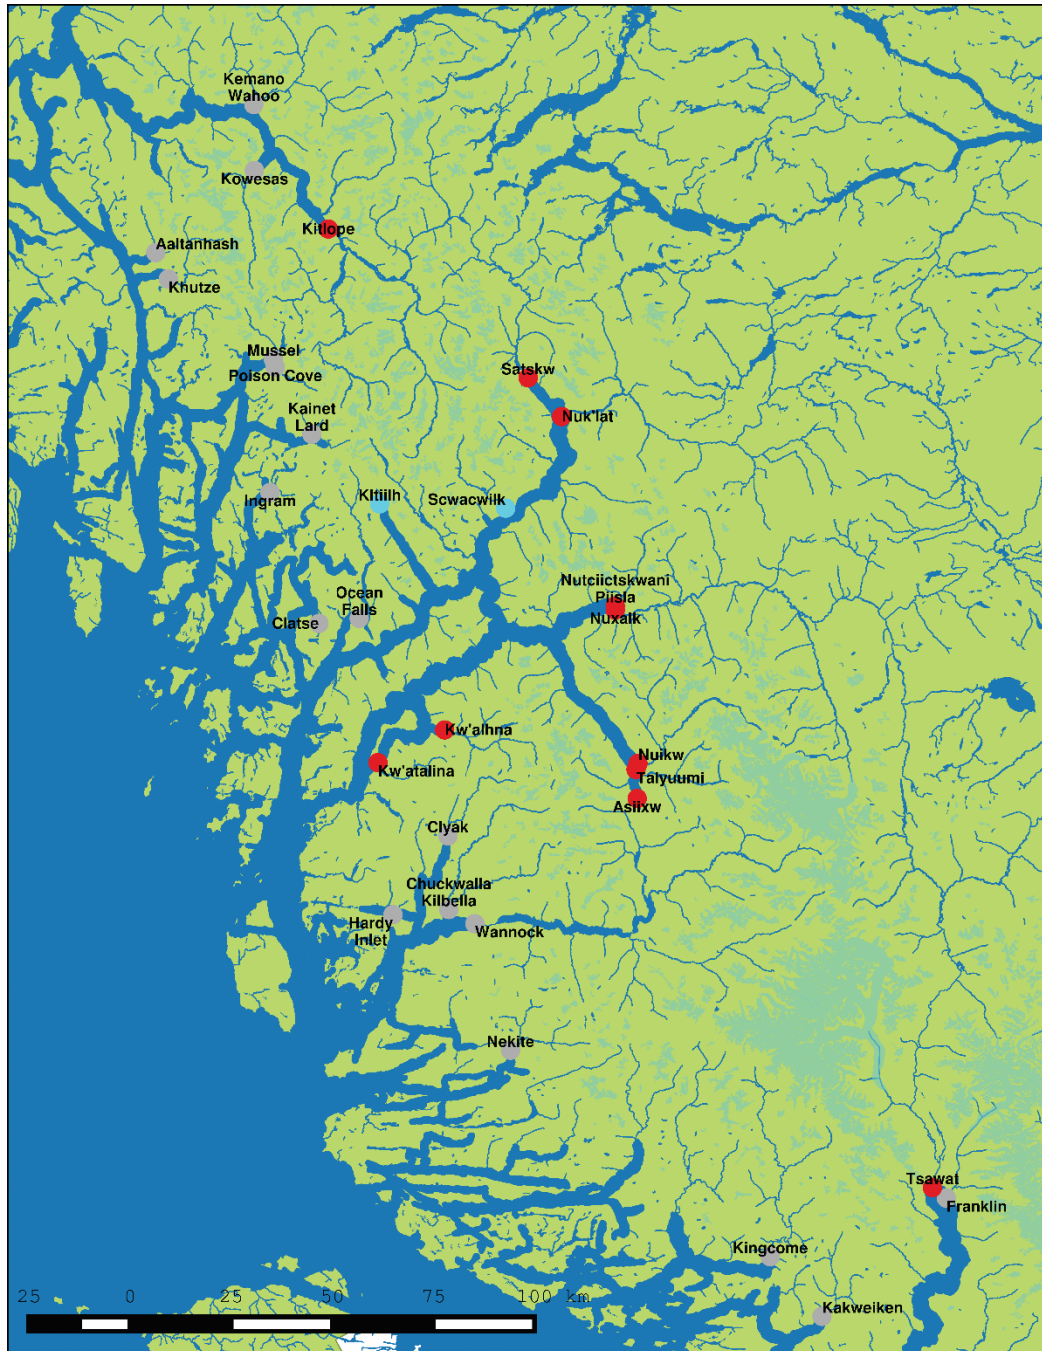 Kemano
Wahoo
Kowesas
Kitlope
Aaltanhash
Khutze
Mussel
Poison Cove
Satskw
Kainet
Lard
Nuk'lat
Ingram
Kltiilh
Scwacwilk
Nutciictskwani
Piisla
Nuxalk
Ocean
Falls
Clatse
Kw'alhna
Kw'atalina
Nuikw
Talyuumi
Asiixw
Clyak
Chuckwalla
Kilbella
Hardy
Inlet
Wannock
Nekite
Tsawat
Franklin
Kingcome
Kakweiken
25 0 25 50 75 100 km